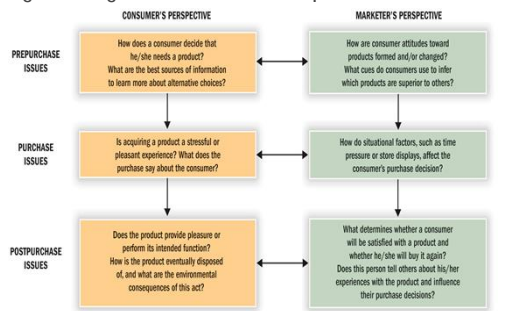 CONSUMER'S PERSPECTIVE
MARKETER'S PERSPECTIVE
PREPURCHASE
ISSUES
How does a consumer decide that
he/she needs a product?
What are the best sources of information
to learn more about alternative choices?
How are consumer attitudes toward
products formed and/or changed?
What cues do consumers use to infer
which products are superior to others?
PURCHASE
ISSUES
Is acquiring a product a stressful or
pleasant experience? What does the
purchase say about the consumer?
How do situational factors, such as time
pressure or store displays, affect the
consumer's purchase decision?
POSTPURCHASE
ISSUES
Does the product provide pleasure or
perform its intended function?
How is the product eventually disposed
of, and what are the environmental
consequences of this act?
What determines whether a consumer
will be satisfied with a product and
whether he/she will buy it again?
Does this person tell others about his/her
experiences with the product and influence
their purchase decisions?